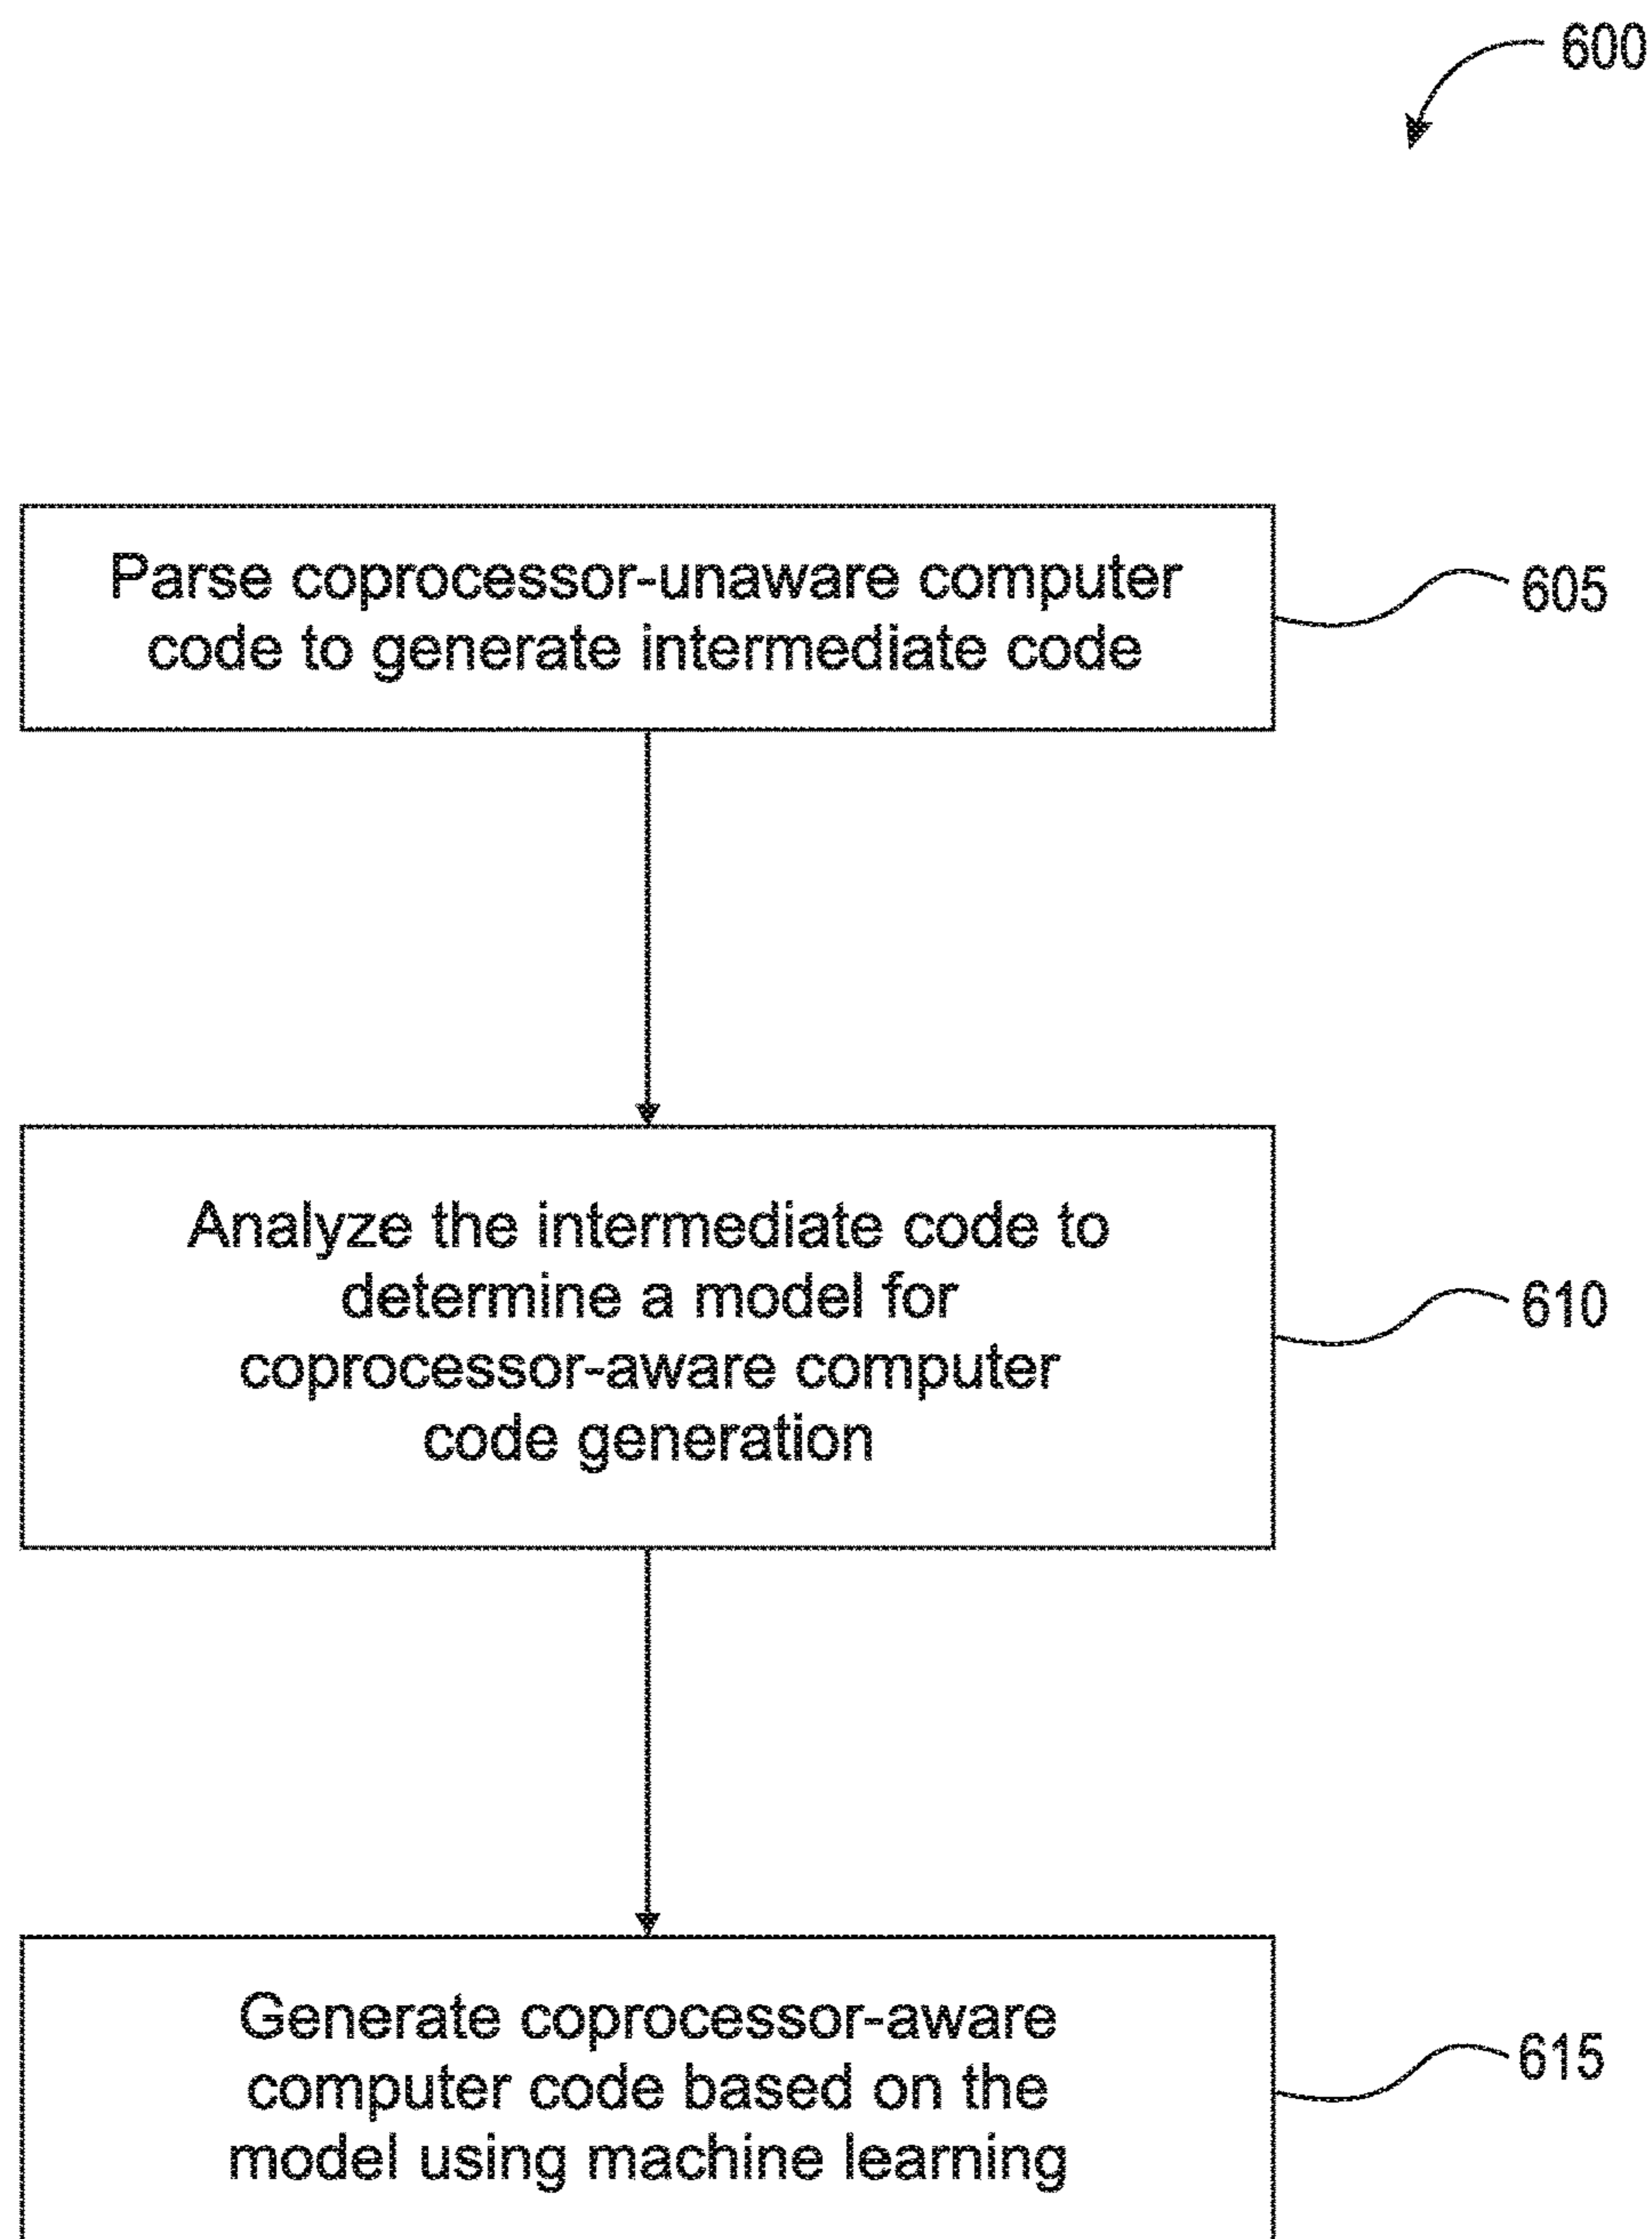 600
Parse coprocessor-unaware computer
code to generate intermediate code
605
Analyze the intermediate code to
determine a model for
coprocessor-aware computer
code generation
610
Generate coprocessor-aware
computer code based on the
model using machine learning
615